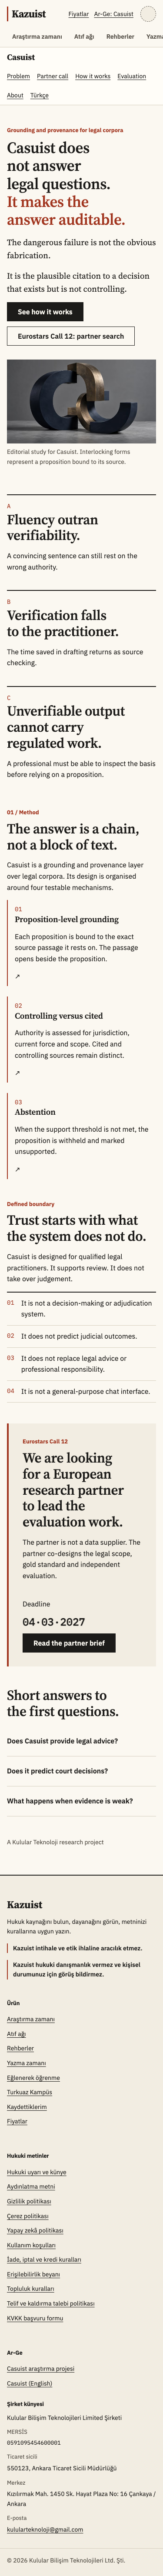 Kazuist
Fiyatlar
Ar-Ge: Casuist
Araştırma zamanı
Atıf ağı
Rehberler
Yazma
Casuist
Problem
Partner call
How it works
Evaluation
About
Türkçe
Grounding and provenance for legal corpora
Casuist does
not answer
legal questions.
It makes the
answer auditable.
The dangerous failure is not the obvious
fabrication.
It is the plausible citation to a decision
that exists but is not controlling.
See how it works
Eurostars Call 12: partner search
Editorial study for Casuist. Interlocking forms
represent a proposition bound to its source.
A
Fluency outran
verifiability.
A convincing sentence can still rest on the
wrong authority.
B
Verification falls
to the practitioner.
The time saved in drafting returns as source
checking.
C
Unverifiable output
cannot carry
regulated work.
A professional must be able to inspect the basis
before relying on a proposition.
01 / Method
The answer is a chain,
not a block of text.
Casuist is a grounding and provenance layer
over legal corpora. Its design is organised
around four testable mechanisms.
01
Proposition-level grounding
Each proposition is bound to the exact
source passage it rests on. The passage
opens beside the proposition.
↗
02
Controlling versus cited
Authority is assessed for jurisdiction,
current force and scope. Cited and
controlling sources remain distinct.
↗
03
Abstention
When the support threshold is not met, the
proposition is withheld and marked
unsupported.
↗
Defined boundary
Trust starts with what
the system does not do.
Casuist is designed for qualified legal
practitioners. It supports review. It does not
take over judgement.
01 It is not a decision-making or adjudication
system.
02 It does not predict judicial outcomes.
03 It does not replace legal advice or
professional responsibility.
04 It is not a general-purpose chat interface.
Eurostars Call 12
We are looking
for a European
research partner
to lead the
evaluation work.
The partner is not a data supplier. The
partner co-designs the legal scope,
gold standard and independent
evaluation.
Deadline
04·03·2027
Read the partner brief
Short answers to
the first questions.
Does Casuist provide legal advice?
Does it predict court decisions?
What happens when evidence is weak?
A Kulular Teknoloji research project
Kazuist
Hukuk kaynağını bulun, dayanağını görün, metninizi
kurallarına uygun yazın.
Kazuist intihale ve etik ihlaline aracılık etmez.
Kazuist hukuki danışmanlık vermez ve kişisel
durumunuz için görüş bildirmez.
Ürün
Araştırma zamanı
Atıf ağı
Rehberler
Yazma zamanı
Eğlenerek öğrenme
Turkuaz Kampüs
Kaydettiklerim
Fiyatlar
Hukuki metinler
Hukuki uyarı ve künye
Aydınlatma metni
Gizlilik politikası
Çerez politikası
Yapay zekâ politikası
Kullanım koşulları
İade, iptal ve kredi kuralları
Erişilebilirlik beyanı
Topluluk kuralları
Telif ve kaldırma talebi politikası
KVKK başvuru formu
Ar-Ge
Casuist araştırma projesi
Casuist (English)
Şirket künyesi
Kulular Bilişim Teknolojileri Limited Şirketi
MERSİS
0591095454600001
Ticaret sicili
550123, Ankara Ticaret Sicili Müdürlüğü
Merkez
Kızılırmak Mah. 1450 Sk. Hayat Plaza No: 16 Çankaya /
Ankara
E-posta
kulularteknoloji@gmail.com
© 2026 Kulular Bilişim Teknolojileri Ltd. Şti.